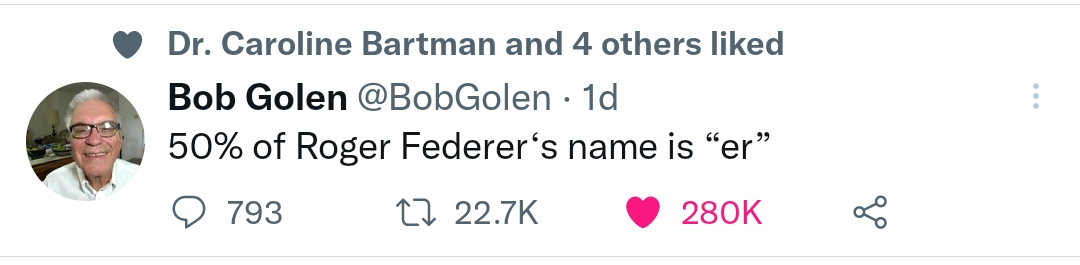 Dr. Caroline Bartman and 4 others liked
Bob Golen @BobGolen · 1d
50% of Roger Federer‘s name is “er”
793 22.7K 280K